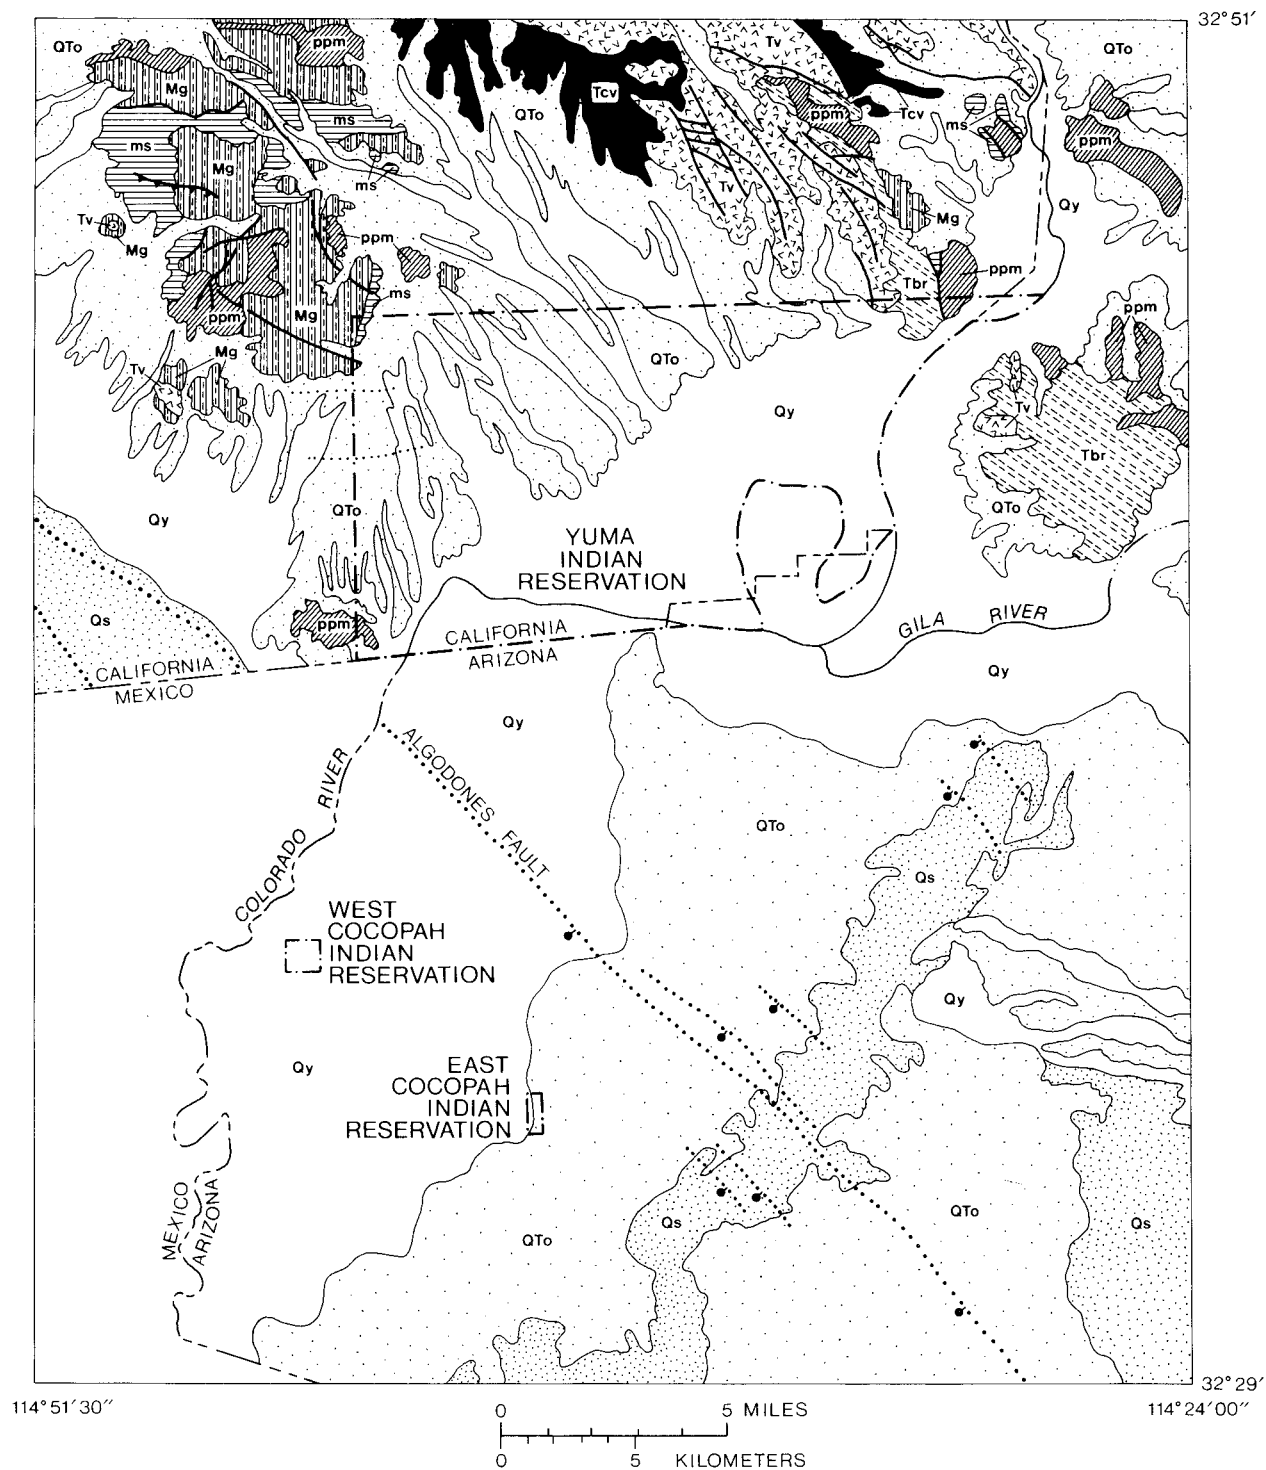 32°51′
QTo
ppm
Tv
QTo
Mg
Tcv
QTo
ppm
Tcv
ms
ms
ppm
ms
Mg
ms
Tv
Qy
Tv
Mg
Mg
ppm
ppm
ms
Tbr
ppm
Mg
ppm
Mg
QTo
Tv
Tv
Qy
Tbr
QTo
QTo
Qy
YUMA
INDIAN
RESERVATION
Qs
ppm
GILA RIVER
CALIFORNIA
ARIZONA
CALIFORNIA
MEXICO
Qy
Qy
ALGODONES FAULT
COLORADO RIVER
QTo
Qs
WEST
COCOPAH
INDIAN
RESERVATION
Qy
Qy
EAST
COCOPAH
INDIAN
RESERVATION
MEXICO
ARIZONA
QTo
Qs
QTo
Qs
32°29′
114°51′30″
114°24′00″
0 5 MILES
0 5 KILOMETERS